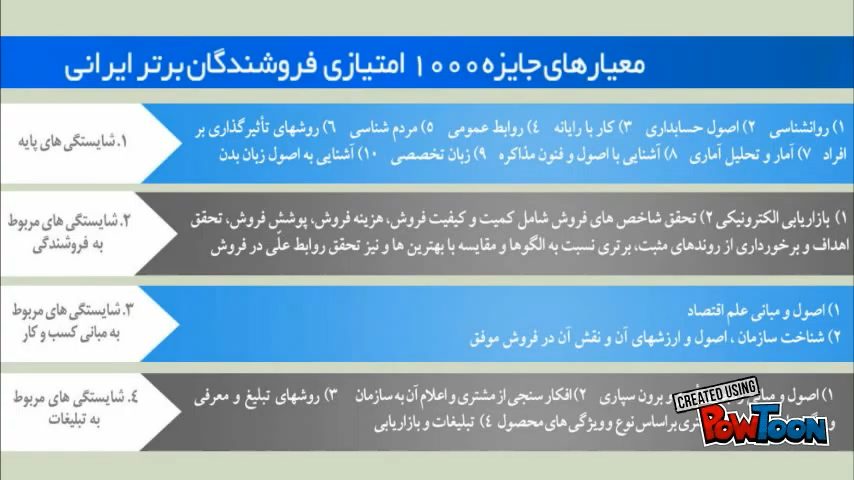 معیارهای جایزه ۱۰۰۰ امتیازی فروشندگان برتر ایرانی
۱. شایستگی های پایه
۱) روانشناسی ۲) اصول حسابداری ۳) کار با رایانه ۴) روابط عمومی ۵) مردم شناسی ۶) روشهای تأثیرگذاری بر
افراد ۷) آمار و تحلیل آماری ۸) آشنایی با اصول و فنون مذاکره ۹) زبان تخصصی ۱۰) آشنایی به اصول زبان بدن
۲. شایستگی های مربوط
به فروشندگی
۱) بازاریابی الکترونیکی ۲) تحقق شاخص های فروش شامل کمیت و کیفیت فروش، هزینه فروش، پوشش فروش، تحقق
اهداف و برخورداری از روندهای مثبت، برتری نسبت به الگوها و مقایسه با بهترین ها و نیز تحقق روابط علّی در فروش
۳. شایستگی های مربوط
به مبانی کسب و کار
۱) اصول و مبانی علم اقتصاد
۲) شناخت سازمان ، اصول و ارزشهای آن و نقش آن در فروش موفق
۴. شایستگی های مربوط
به تبلیغات
۱) اصول و و برون سپاری ۲) افکار سنجی از مشتری و اعلام آن به سازمان ۳) روشهای تبلیغ و معرفی
براساس نوع و ویژگی های محصول ۴) تبلیغات و بازاریابی
CREATED USING
POWTOON